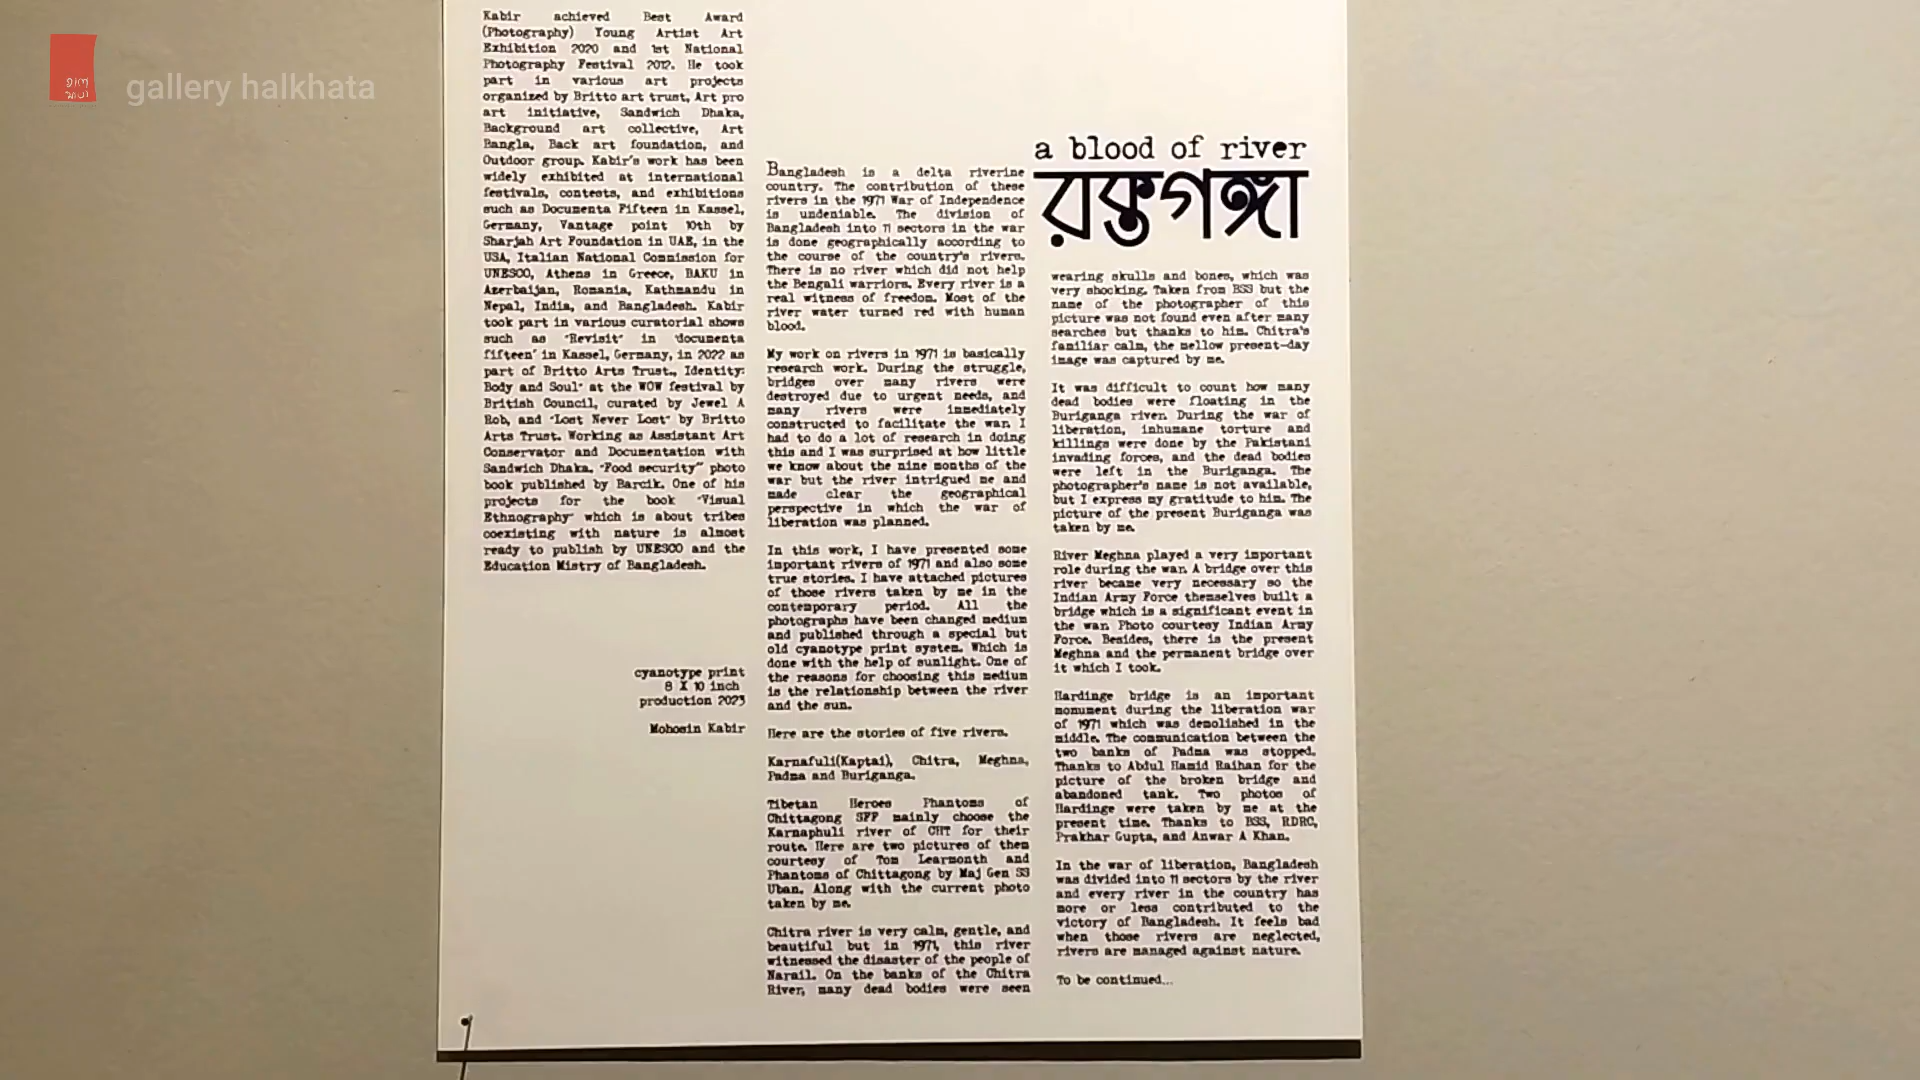 হাল
খাতা
gallery halkhata
Kabir achieved Best Award
(Photography) Young Artist Art
Exhibition 2020 and 1st National
Photography Festival 2012. He took
part in various art projects
organized by Britto art trust, Art pro
art initiative, Sandwich Dhaka,
Background art collective, Art
Bangla, Back art foundation, and
Outdoor group. Kabir's work has been
widely exhibited at international
festivals, contests, and exhibitions
such as Documenta Fifteen in Kassel,
Germany, Vantage point 10th by
Sharjah Art Foundation in UAE, in the
USA, Italian National Commission for
UNESCO, Athens in Greece, BAKU in
Azerbaijan, Romania, Kathmandu in
Nepal, India, and Bangladesh. Kabir
took part in various curatorial shows
such as "Revisit" in 'documenta
fifteen' in Kassel, Germany, in 2022 as
part of Britto Arts Trust., Identity:
Body and Soul" at the WOW festival by
British Council, curated by Jewel A
Rob, and "Lost Never Lost" by Britto
Arts Trust. Working as Assistant Art
Conservator and Documentation with
Sandwich Dhaka. "Food security" photo
book published by Barcik. One of his
projects for the book "Visual
Ethnography" which is about tribes
coexisting with nature is almost
ready to publish by UNESCO and the
Education Mistry of Bangladesh.
cyanotype print
8 X 10 inch
production 2023
Mohosin Kabir
a blood of river
রক্তগঙ্গা
Bangladesh is a delta riverine
country. The contribution of these
rivers in the 1971 War of Independence
is undeniable. The division of
Bangladesh into 11 sectors in the war
is done geographically according to
the course of the country's rivers.
There is no river which did not help
the Bengali warriors. Every river is a
real witness of freedom. Most of the
river water turned red with human
blood.
My work on rivers in 1971 is basically
research work. During the struggle,
bridges over many rivers were
destroyed due to urgent needs, and
many rivers were immediately
constructed to facilitate the war. I
had to do a lot of research in doing
this and I was surprised at how little
we know about the nine months of the
war but the river intrigued me and
made clear the geographical
perspective in which the war of
liberation was planned.
In this work, I have presented some
important rivers of 1971 and also some
true stories. I have attached pictures
of those rivers taken by me in the
contemporary period. All the
photographs have been changed medium
and published through a special but
old cyanotype print system. Which is
done with the help of sunlight. One of
the reasons for choosing this medium
is the relationship between the river
and the sun.
Here are the stories of five rivers.
Karnafuli(Kaptai), Chitra, Meghna,
Padma and Buriganga.
Tibetan Heroes Phantoms of
Chittagong SFF mainly choose the
Karnaphuli river of CHT for their
route. Here are two pictures of them
courtesy of Tom Learmonth and
Phantoms of Chittagong by Maj Gen SS
Uban. Along with the current photo
taken by me.
Chitra river is very calm, gentle, and
beautiful but in 1971, this river
witnessed the disaster of the people of
Narail. On the banks of the Chitra
River, many dead bodies were seen
wearing skulls and bones, which was
very shocking. Taken from BSS but the
name of the photographer of this
picture was not found even after many
searches but thanks to him. Chitra's
familiar calm, the mellow present-day
image was captured by me.
It was difficult to count how many
dead bodies were floating in the
Buriganga river. During the war of
liberation, inhumane torture and
killings were done by the Pakistani
invading forces, and the dead bodies
were left in the Buriganga. The
photographer's name is not available,
but I express my gratitude to him. The
picture of the present Buriganga was
taken by me.
River Meghna played a very important
role during the war. A bridge over this
river became very necessary so the
Indian Army Force themselves built a
bridge which is a significant event in
the war. Photo courtesy Indian Army
Force. Besides, there is the present
Meghna and the permanent bridge over
it which I took.
Hardinge bridge is an important
monument during the liberation war
of 1971 which was demolished in the
middle. The communication between the
two banks of Padma was stopped.
Thanks to Abdul Hamid Raihan for the
picture of the broken bridge and
abandoned tank. Two photos of
Hardinge were taken by me at the
present time. Thanks to BSS, RDRC,
Prakhar Gupta, and Anwar A Khan.
In the war of liberation, Bangladesh
was divided into 11 sectors by the river
and every river in the country has
more or less contributed to the
victory of Bangladesh. It feels bad
when those rivers are neglected,
rivers are managed against nature.
To be continued...